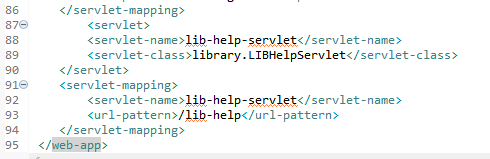 86 </servlet-mapping>
87 <servlet>
88 <servlet-name>lib-help-servlet</servlet-name>
89 <servlet-class>library.LIBHelpServlet</servlet-class>
90 </servlet>
91 <servlet-mapping>
92 <servlet-name>lib-help-servlet</servlet-name>
93 <url-pattern>/lib-help</url-pattern>
94 </servlet-mapping>
95 </web-app>